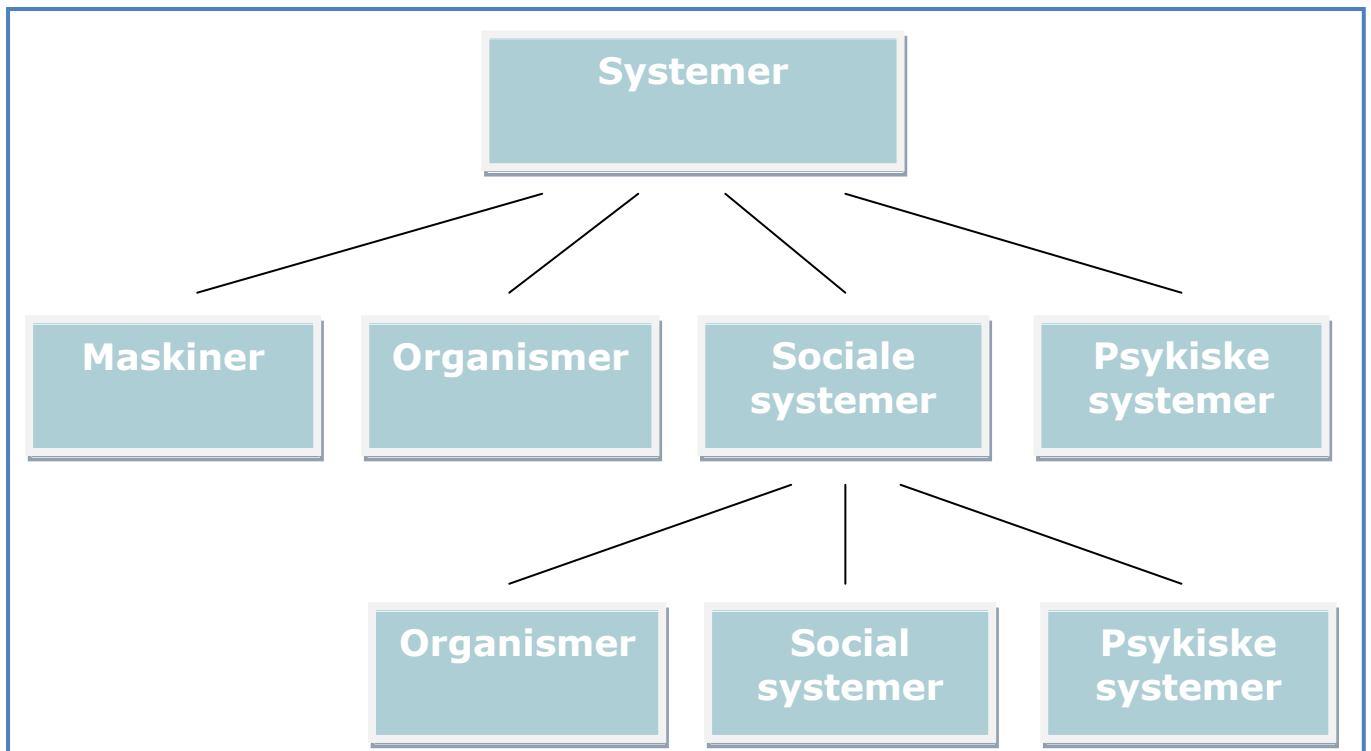 Systemer
Maskiner
Organismer
Sociale
systemer
Psykiske
systemer
Organismer
Social
systemer
Psykiske
systemer